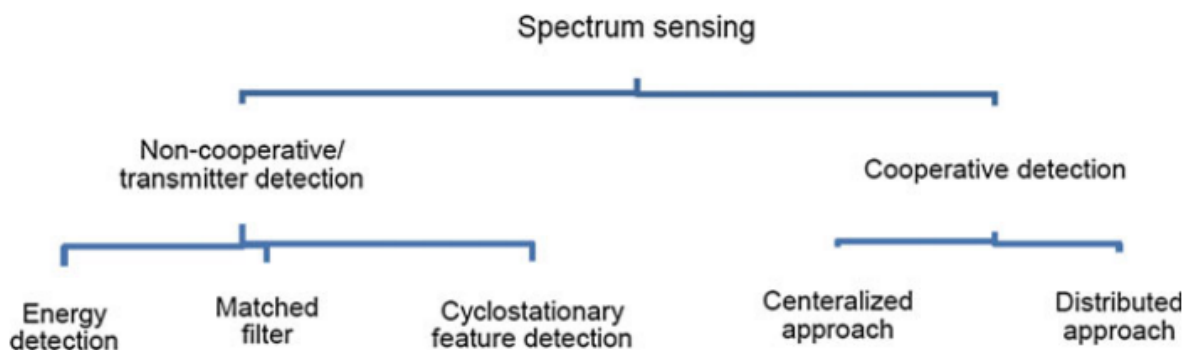 Spectrum sensing
Non-cooperative/
transmitter detection
Cooperative detection
Energy
detection
Matched
filter
Cyclostationary
feature detection
Centeralized
approach
Distributed
approach